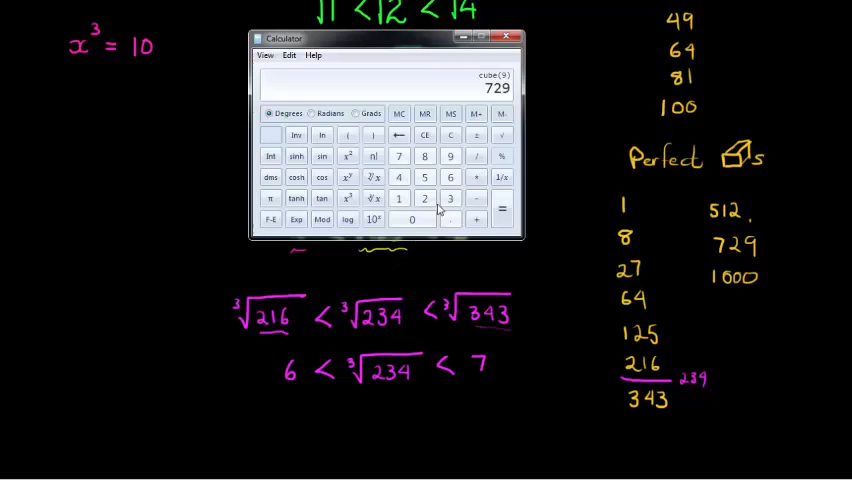 √1 < √2 < √4
x³ = 10
Calculator
View Edit Help
cube(9)
729
Degrees Radians Grads MC MR MS M+ M-
Inv ln ( ) ← CE C ± √
Int sinh sin x² n! 7 8 9 / %
dms cosh cos xʸ ʸ√x 4 5 6 * 1/x
π tanh tan x³ ³√x 1 2 3 - =
F-E Exp Mod log 10ˣ 0 . +
∛216 < ∛234 < ∛343
6 < ∛234 < 7
49
64
81
100
Perfect s
1
8
27
64
125
216
234
343
512,
729
1000